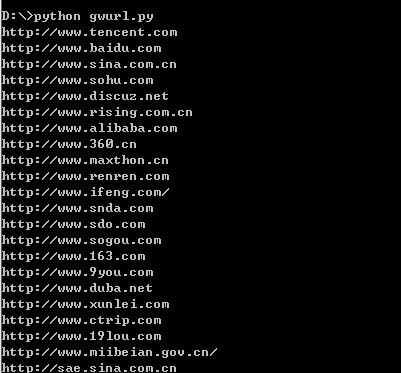 D:\>python gwurl.py
http://www.tencent.com
http://www.baidu.com
http://www.sina.com.cn
http://www.sohu.com
http://www.discuz.net
http://www.rising.com.cn
http://www.alibaba.com
http://www.360.cn
http://www.maxthon.cn
http://www.renren.com
http://www.ifeng.com/
http://www.snda.com
http://www.sdo.com
http://www.sogou.com
http://www.163.com
http://www.9you.com
http://www.duba.net
http://www.xunlei.com
http://www.ctrip.com
http://www.19lou.com
http://www.miibeian.gov.cn/
http://sae.sina.com.cn